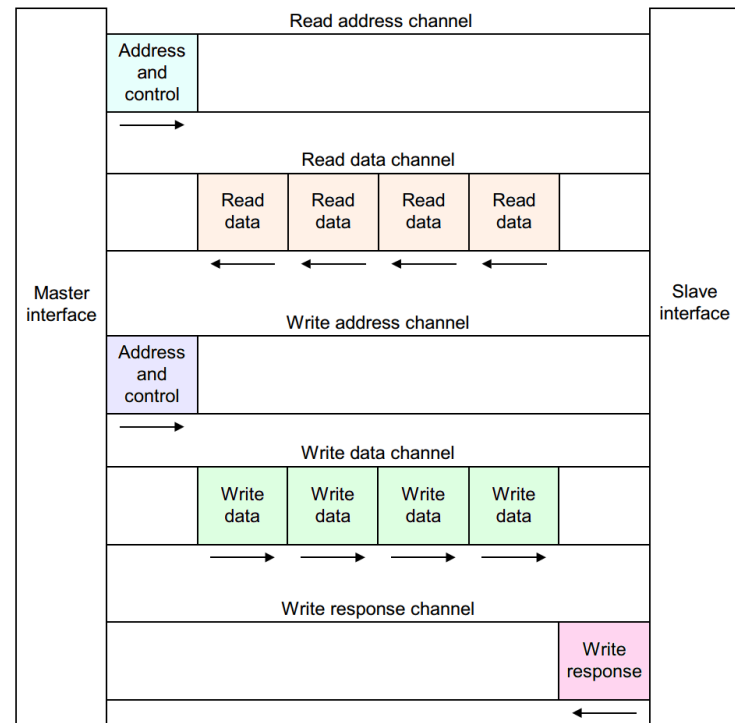 Read address channel
Address
and
control
Read data channel
Read
data
Read
data
Read
data
Read
data
Master
interface
Slave
interface
Write address channel
Address
and
control
Write data channel
Write
data
Write
data
Write
data
Write
data
Write response channel
Write
response